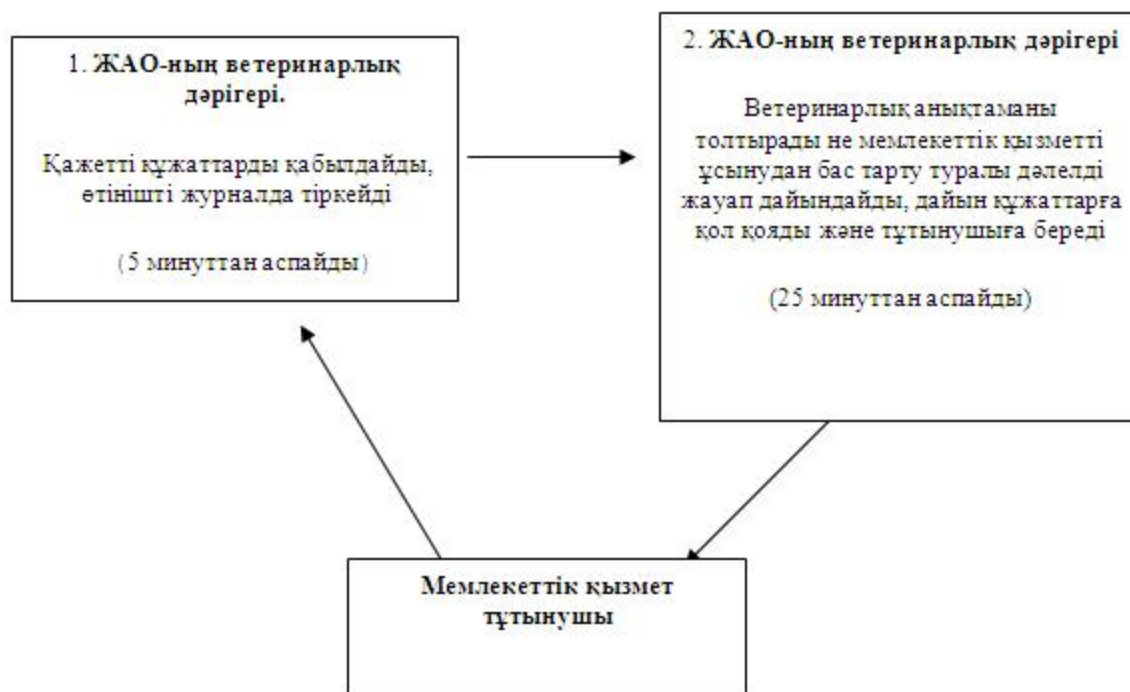 1. ЖАО-ның ветеринарлық
дәрігері.
Қажетті құжаттарды қабылдайды,
өтінішті журналда тіркейді
(5 минуттан аспайды)
2. ЖАО-ның ветеринарлық дәрігері
Ветеринарлық анықтаманы
толтырады не мемлекеттік қызметті
ұсынудан бас тарту туралы дәлелді
жауап дайындайды, дайын құжаттарға
қол қояды және тұтынушыға береді
(25 минуттан аспайды)
Мемлекеттік қызмет
тұтынушы